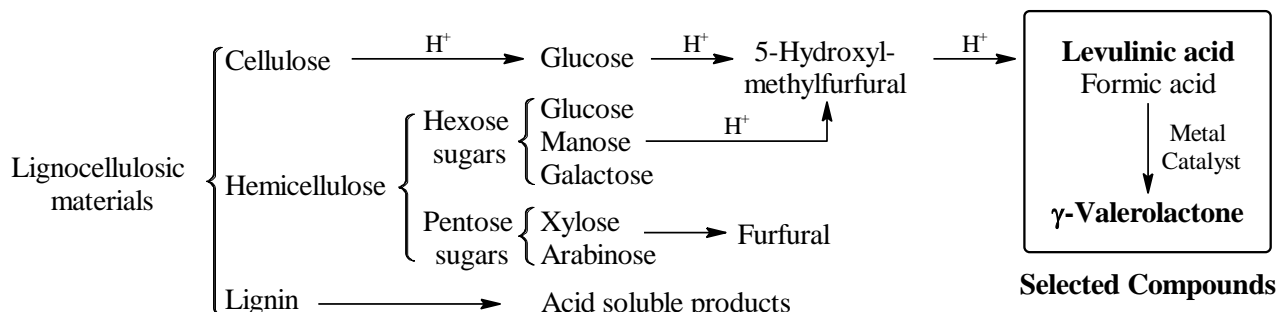 Lignocellulosic
materials
Cellulose
H+
Glucose
H+
5-Hydroxyl-
methylfurfural
H+
Levulinic acid
Formic acid
Metal
Catalyst
γ-Valerolactone
Selected Compounds
Hemicellulose
Hexose
sugars
Glucose
Manose
Galactose
H+
Pentose
sugars
Xylose
Arabinose
Furfural
Lignin
Acid soluble products